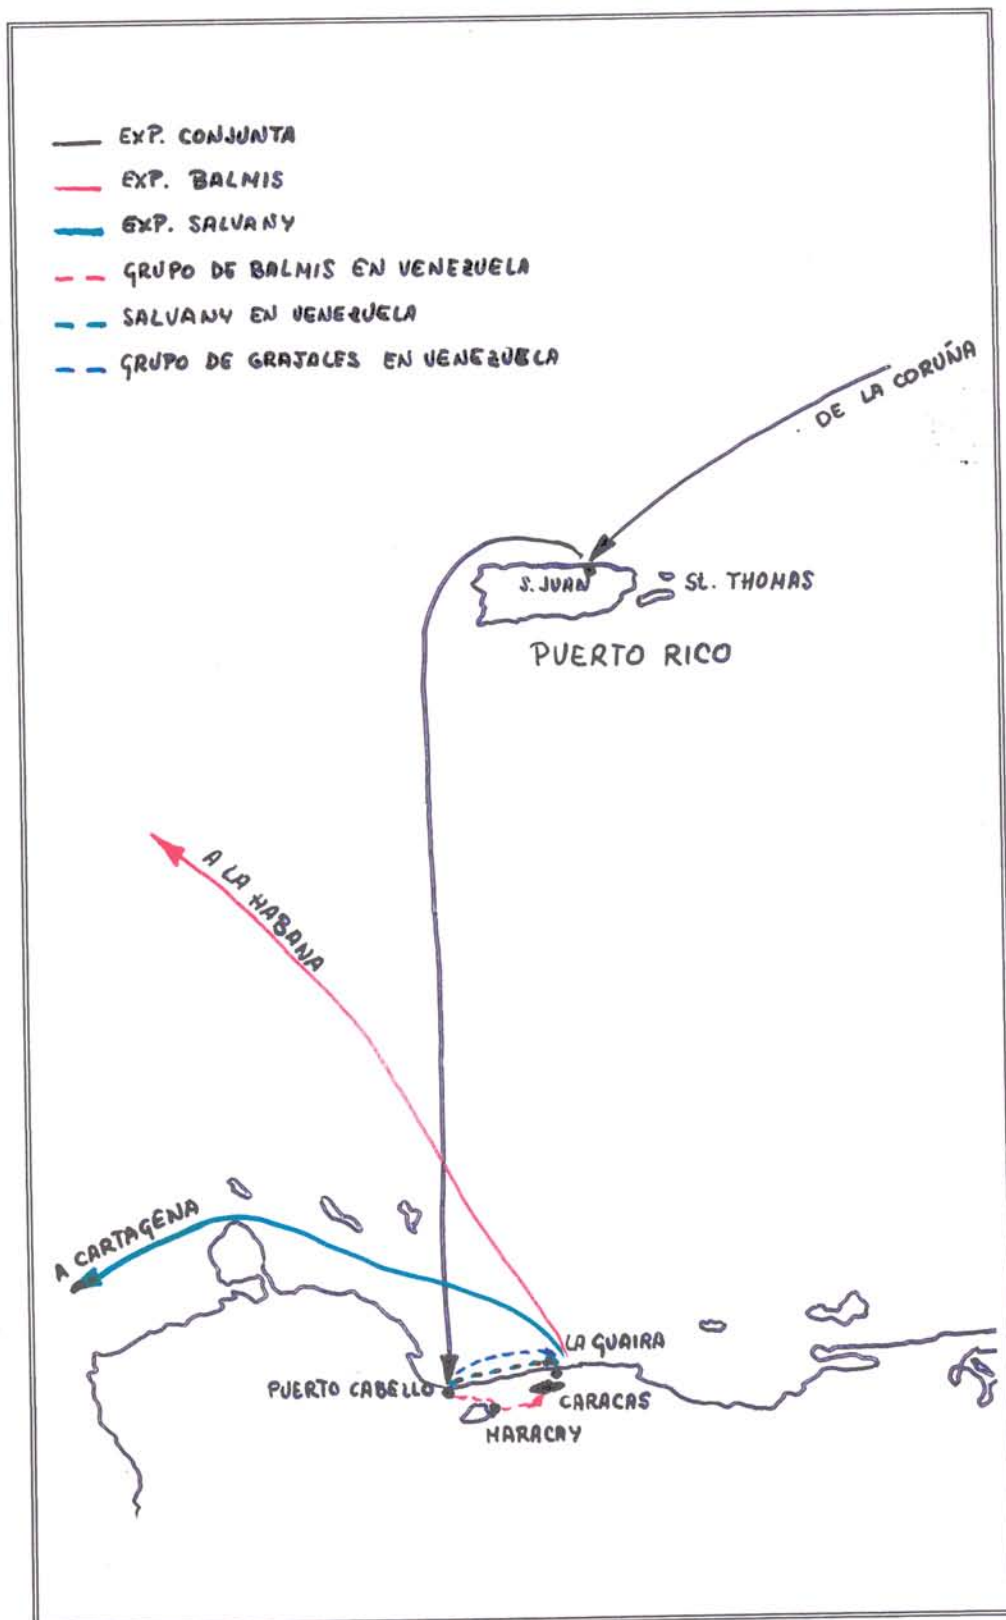 EXP. CONJUNTA
EXP. BALMIS
EXP. SALVANY
GRUPO DE BALMIS EN VENEZUELA
SALVANY EN VENEZUELA
GRUPO DE GRAJALES EN VENEZUELA
DE LA CORUÑA
S. JUAN
St. THOMAS
PUERTO RICO
A LA HABANA
A CARTAGENA
LA GUAIRA
PUERTO CABELLO
CARACAS
MARACAY